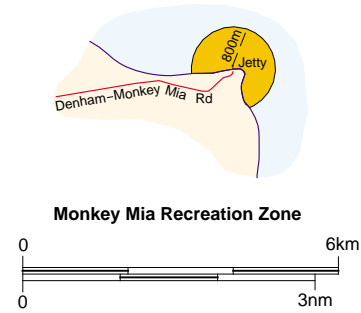 800m
Jetty
Denham-Monkey Mia Rd
Monkey Mia Recreation Zone
0 6km
0 3nm